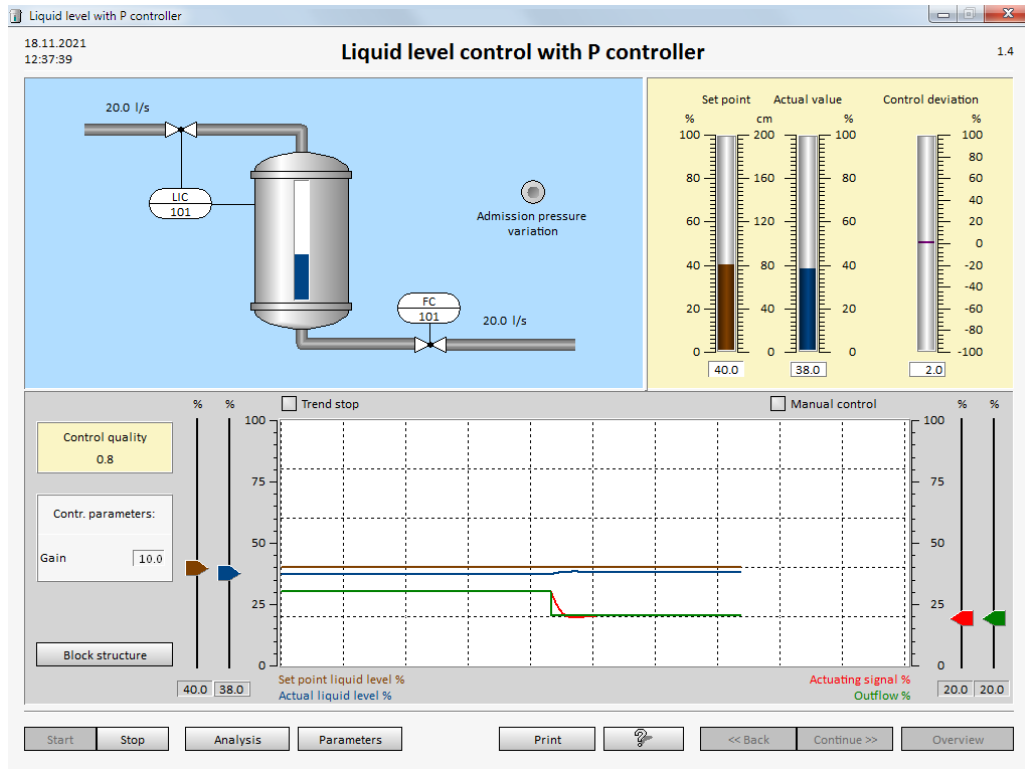 Liquid level with P controller
18.11.2021
12:37:39
Liquid level control with P controller
1.4
20.0 l/s
LIC
101
Admission pressure
variation
FC
101
20.0 l/s
Set point Actual value Control deviation
% cm % %
100 200 100 100
80
80 160 80 60
40
60 120 60 20
0
40 80 40 -20
-40
20 40 20 -60
-80
0 0 0 -100
40.0 38.0 2.0
% % Trend stop Manual control % %
100 100
Control quality
0.8
75 75
Contr. parameters:
50 50
Gain 10.0
25 25
Block structure
0 0
40.0 38.0 Set point liquid level % Actuating signal % 20.0 20.0
Actual liquid level % Outflow %
Start Stop Analysis Parameters Print ? << Back Continue >> Overview